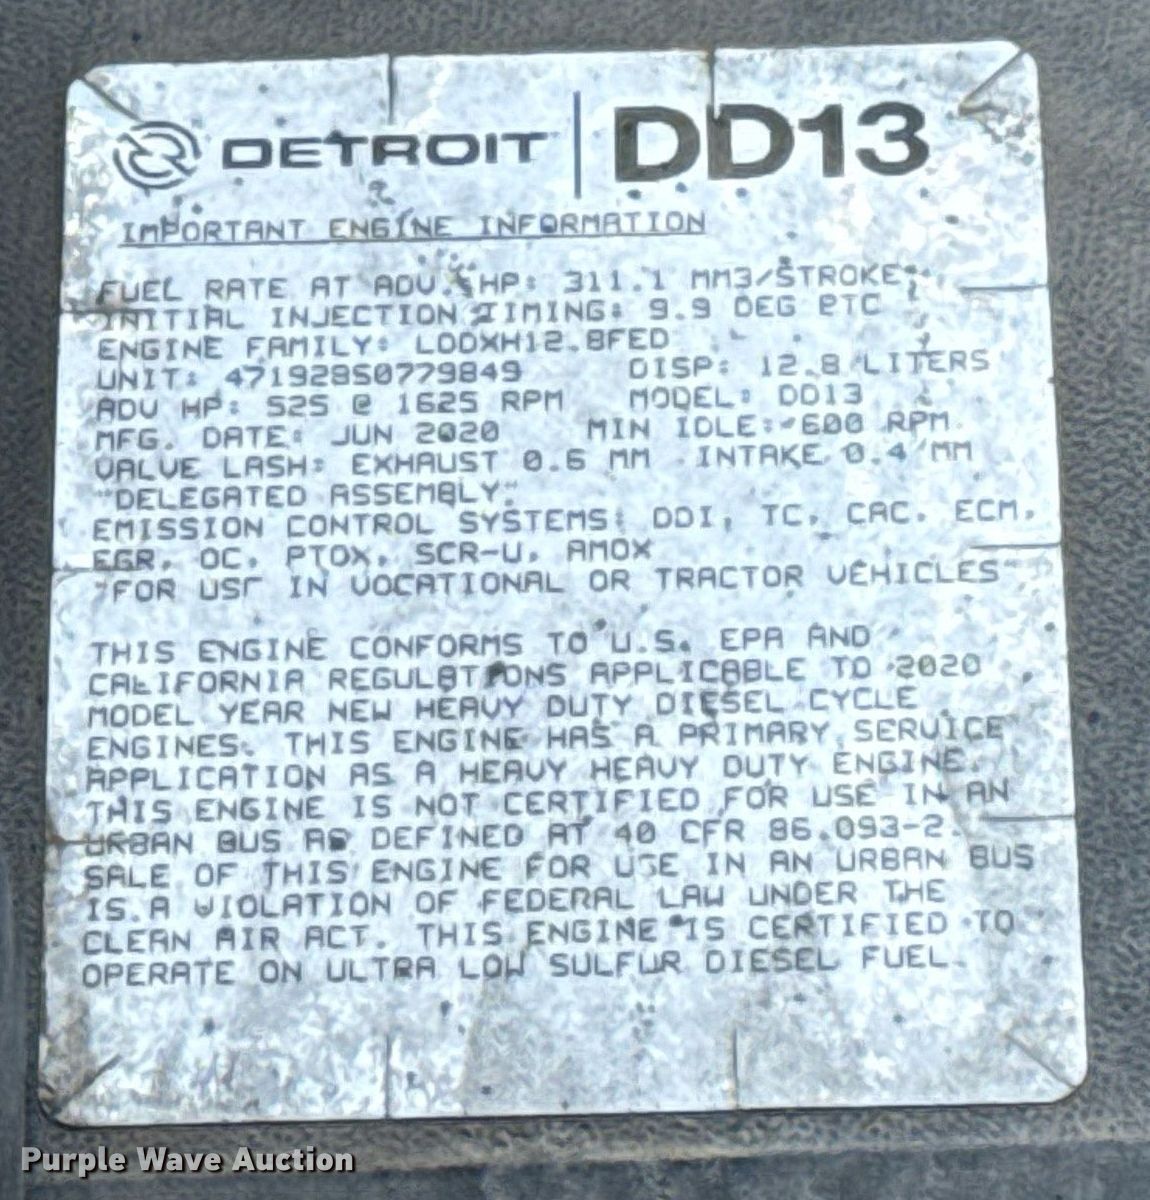 DETROIT DD13
IMPORTANT ENGINE INFORMATION
FUEL RATE AT ADV. HP: 311.1 MM3/STROKE
INITIAL INJECTION TIMING: 9.9 DEG BTC
ENGINE FAMILY: LDDXH12.8FED
UNIT: 471928S0779849 DISP: 12.8 LITERS
ADV HP: 525 @ 1625 RPM MODEL: DD13
MFG. DATE: JUN 2020 MIN IDLE: 600 RPM
VALVE LASH: EXHAUST 0.6 MM INTAKE 0.4 MM
"DELEGATED ASSEMBLY"
EMISSION CONTROL SYSTEMS: DDI, TC, CAC, ECM,
EGR, OC, PTOX, SCR-U, AMOX
"FOR USE IN VOCATIONAL OR TRACTOR VEHICLES"
THIS ENGINE CONFORMS TO U.S. EPA AND
CALIFORNIA REGULATIONS APPLICABLE TO 2020
MODEL YEAR NEW HEAVY DUTY DIESEL CYCLE
ENGINES. THIS ENGINE HAS A PRIMARY SERVICE
APPLICATION AS A HEAVY HEAVY DUTY ENGINE.
THIS ENGINE IS NOT CERTIFIED FOR USE IN AN
URBAN BUS AS DEFINED AT 40 CFR 86.093-2.
SALE OF THIS ENGINE FOR USE IN AN URBAN BUS
IS A VIOLATION OF FEDERAL LAW UNDER THE
CLEAN AIR ACT. THIS ENGINE IS CERTIFIED TO
OPERATE ON ULTRA LOW SULFUR DIESEL FUEL.
Purple Wave Auction